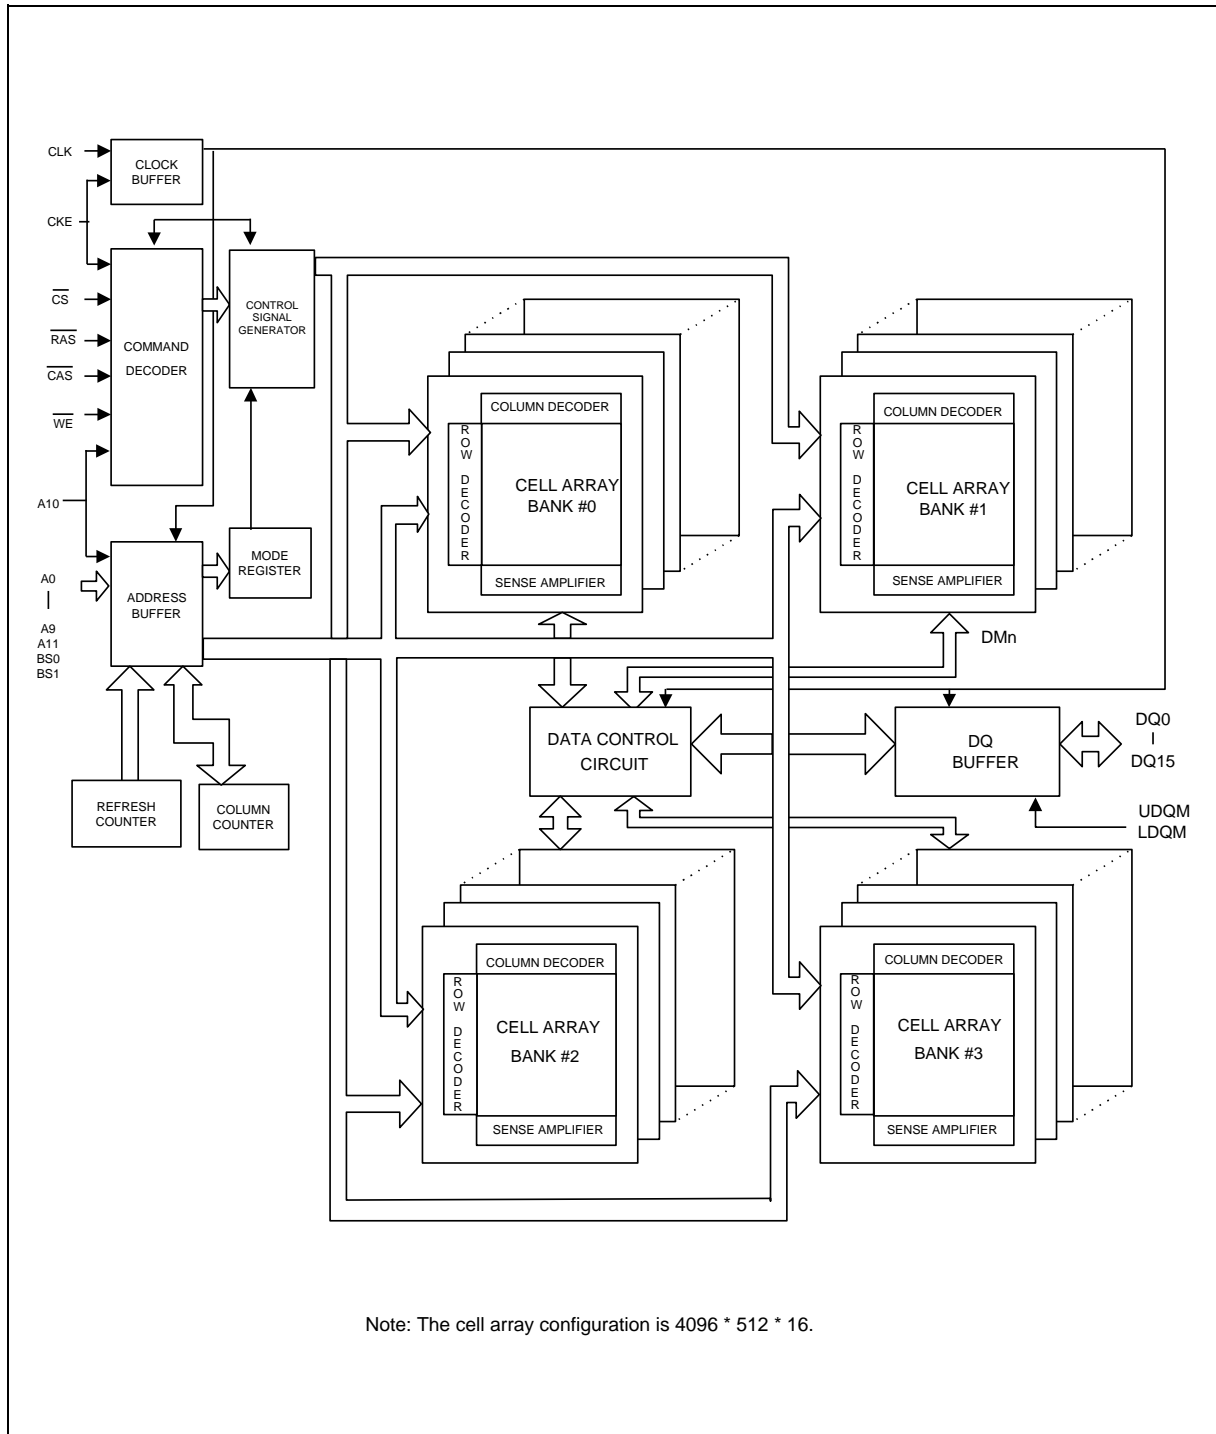 CLK
CLOCK
BUFFER
CKE
CS
RAS
CAS
WE
COMMAND
DECODER
CONTROL
SIGNAL
GENERATOR
A10
A0
A9
A11
BS0
BS1
ADDRESS
BUFFER
MODE
REGISTER
REFRESH
COUNTER
COLUMN
COUNTER
COLUMN DECODER
ROW DECODER
CELL ARRAY
BANK #0
SENSE AMPLIFIER
COLUMN DECODER
ROW DECODER
CELL ARRAY
BANK #1
SENSE AMPLIFIER
DMn
DATA CONTROL
CIRCUIT
DQ
BUFFER
DQ0
DQ15
UDQM
LDQM
COLUMN DECODER
ROW DECODER
CELL ARRAY
BANK #2
SENSE AMPLIFIER
COLUMN DECODER
ROW DECODER
CELL ARRAY
BANK #3
SENSE AMPLIFIER
Note: The cell array configuration is 4096 * 512 * 16.